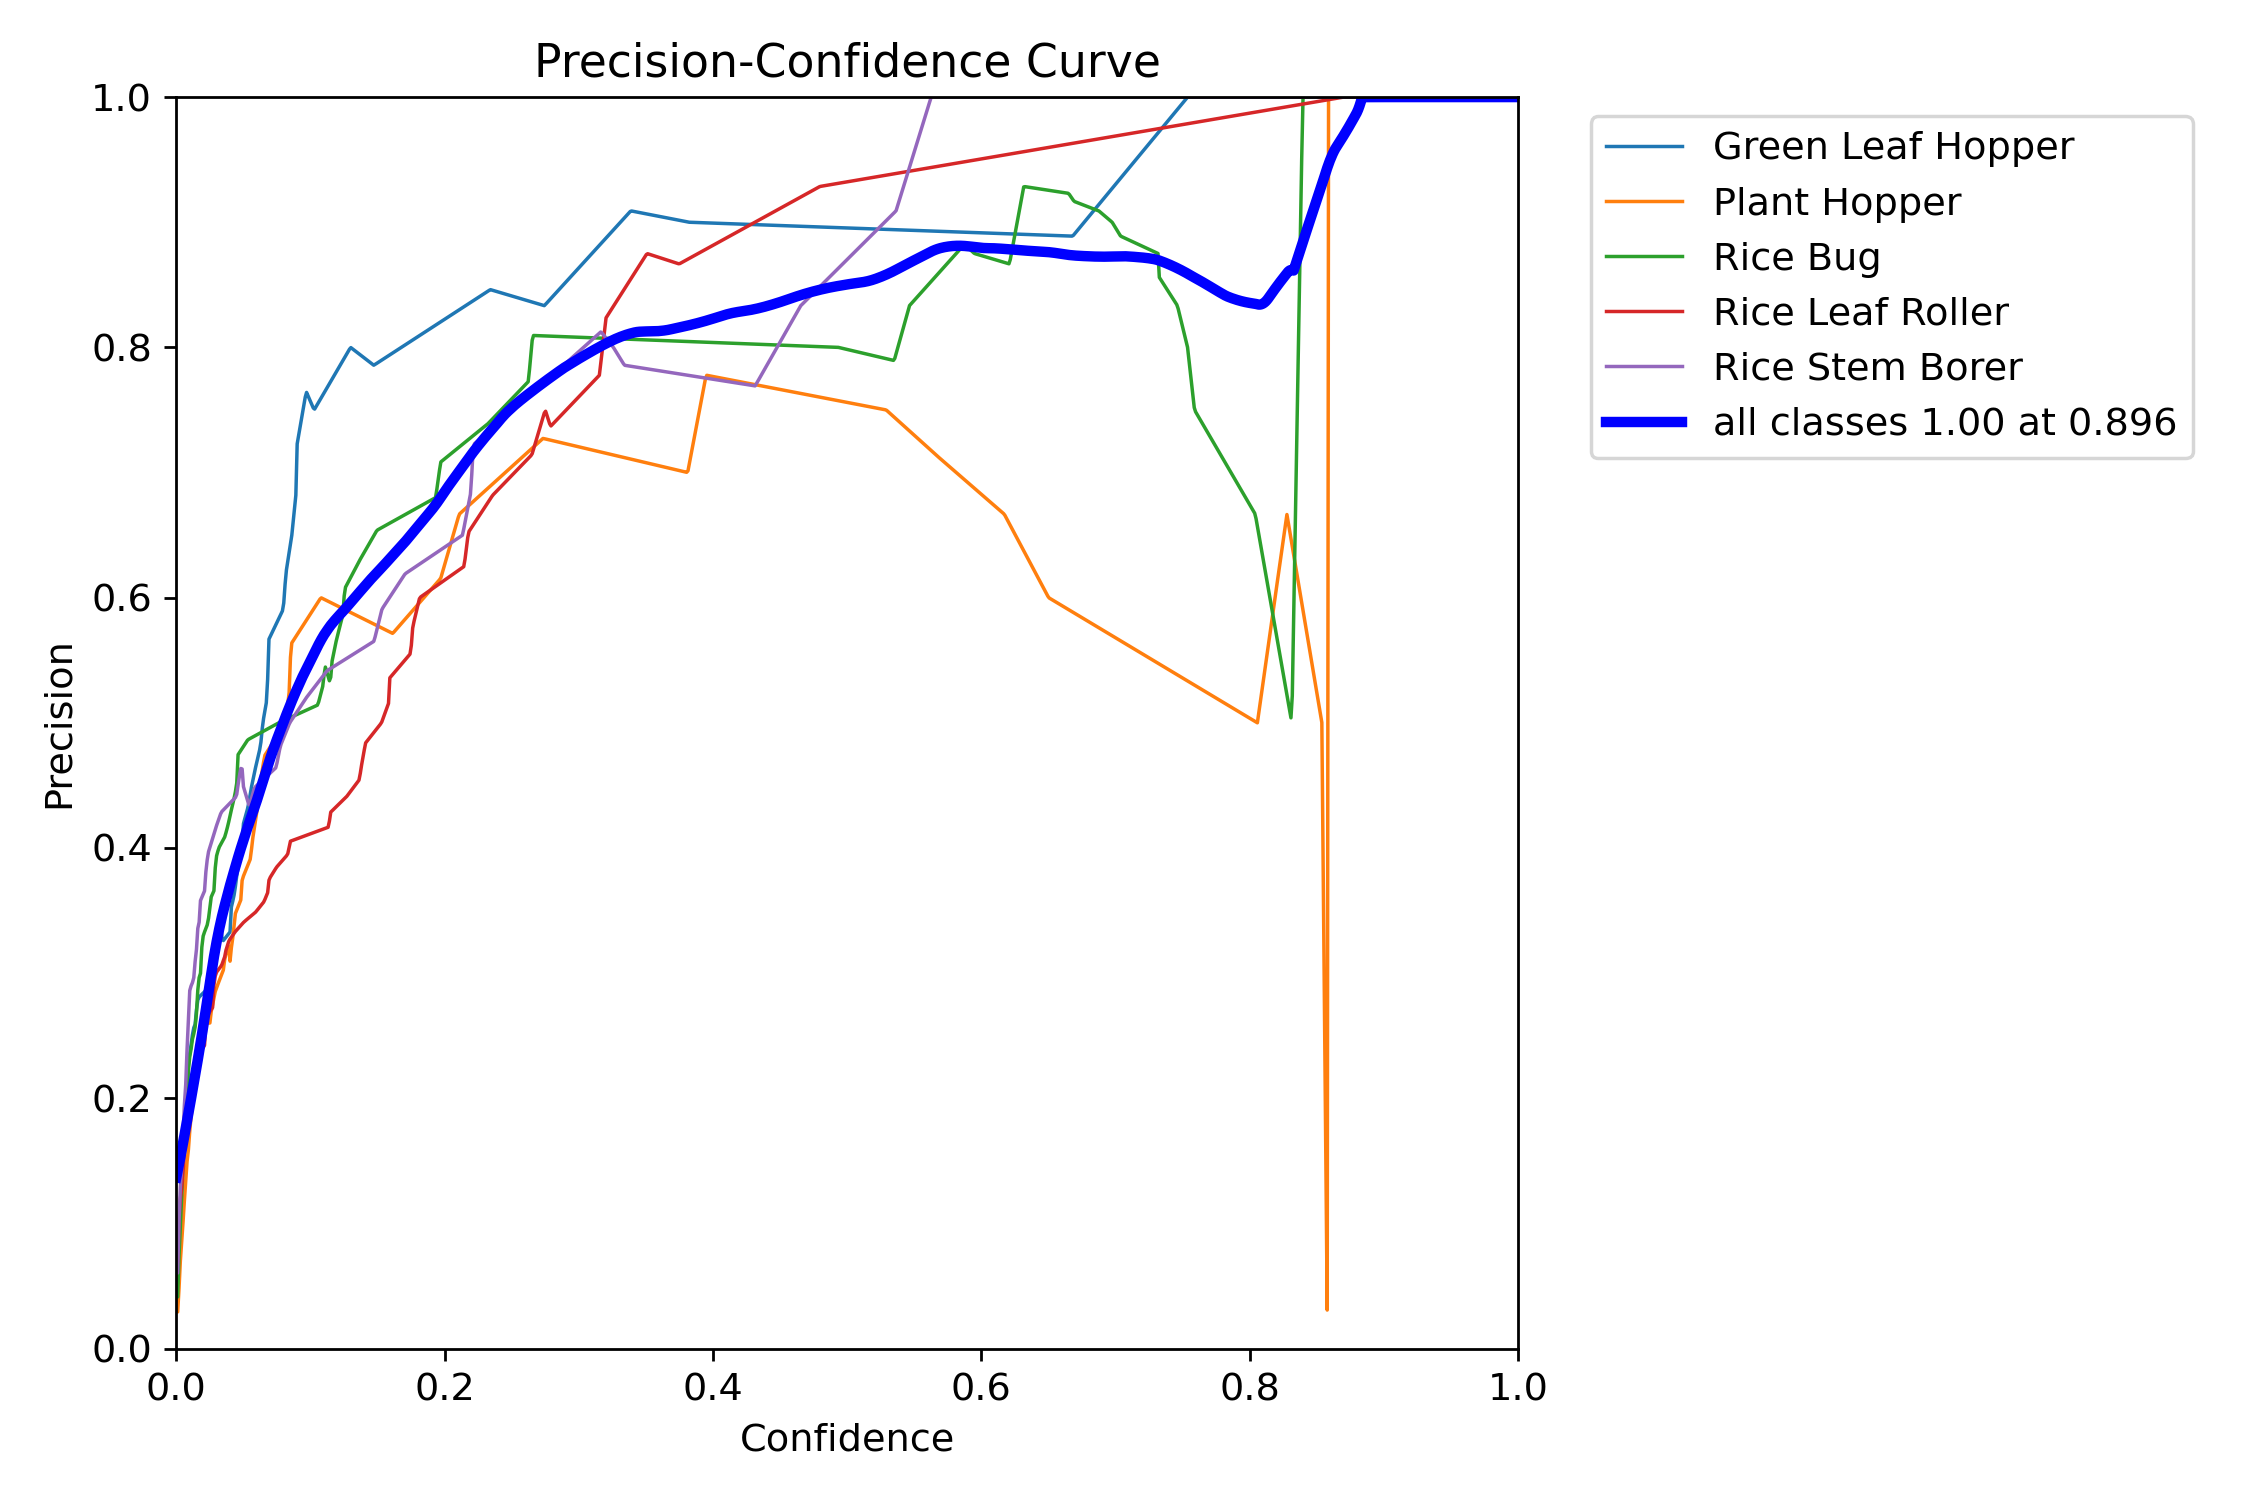 Precision-Confidence Curve
1.0
0.8
0.6
0.4
0.2
0.0
Precision
0.0 0.2 0.4 0.6 0.8 1.0
Confidence
Green Leaf Hopper
Plant Hopper
Rice Bug
Rice Leaf Roller
Rice Stem Borer
all classes 1.00 at 0.896